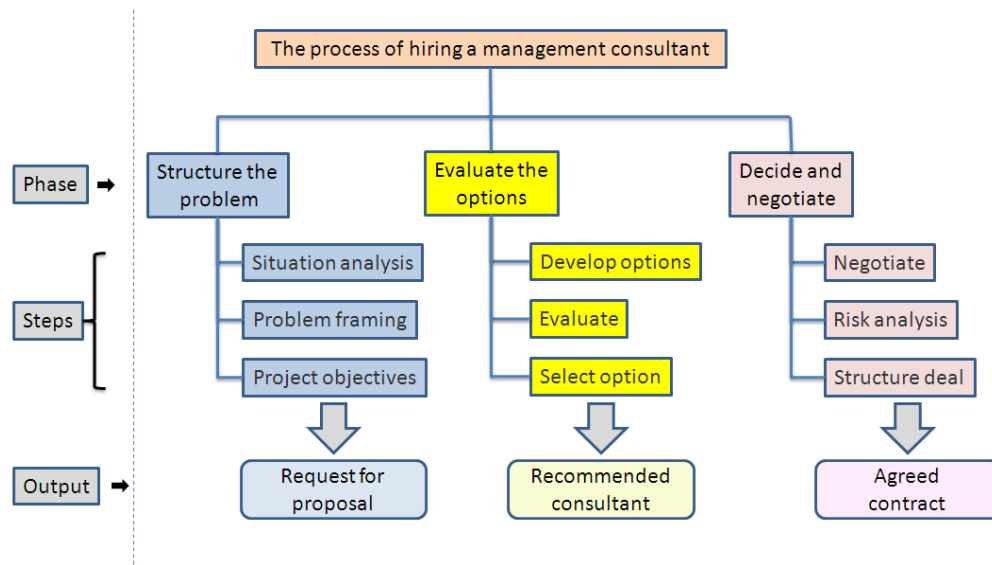 The process of hiring a management consultant
Phase
Structure the
problem
Evaluate the
options
Decide and
negotiate
Steps
Situation analysis
Problem framing
Project objectives
Develop options
Evaluate
Select option
Negotiate
Risk analysis
Structure deal
Output
Request for
proposal
Recommended
consultant
Agreed
contract